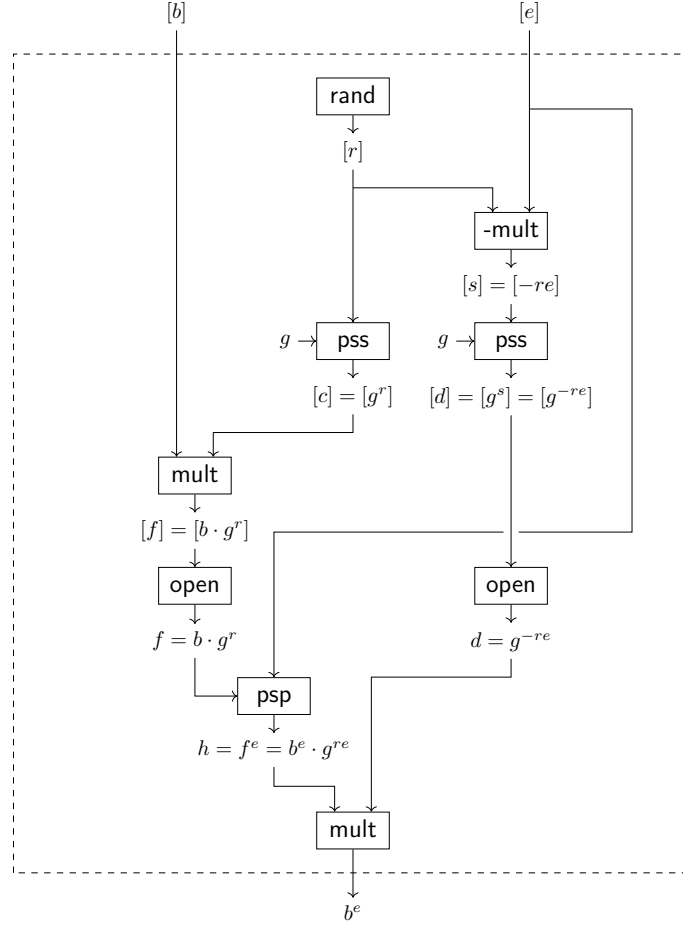 [b] [e]
rand
[r]
-mult
[s] = [−re]
g pss g pss
[c] = [g^r] [d] = [g^s] = [g^{−re}]
mult
[f] = [b · g^r]
open open
f = b · g^r d = g^{−re}
psp
h = f^e = b^e · g^{re}
mult
b^e